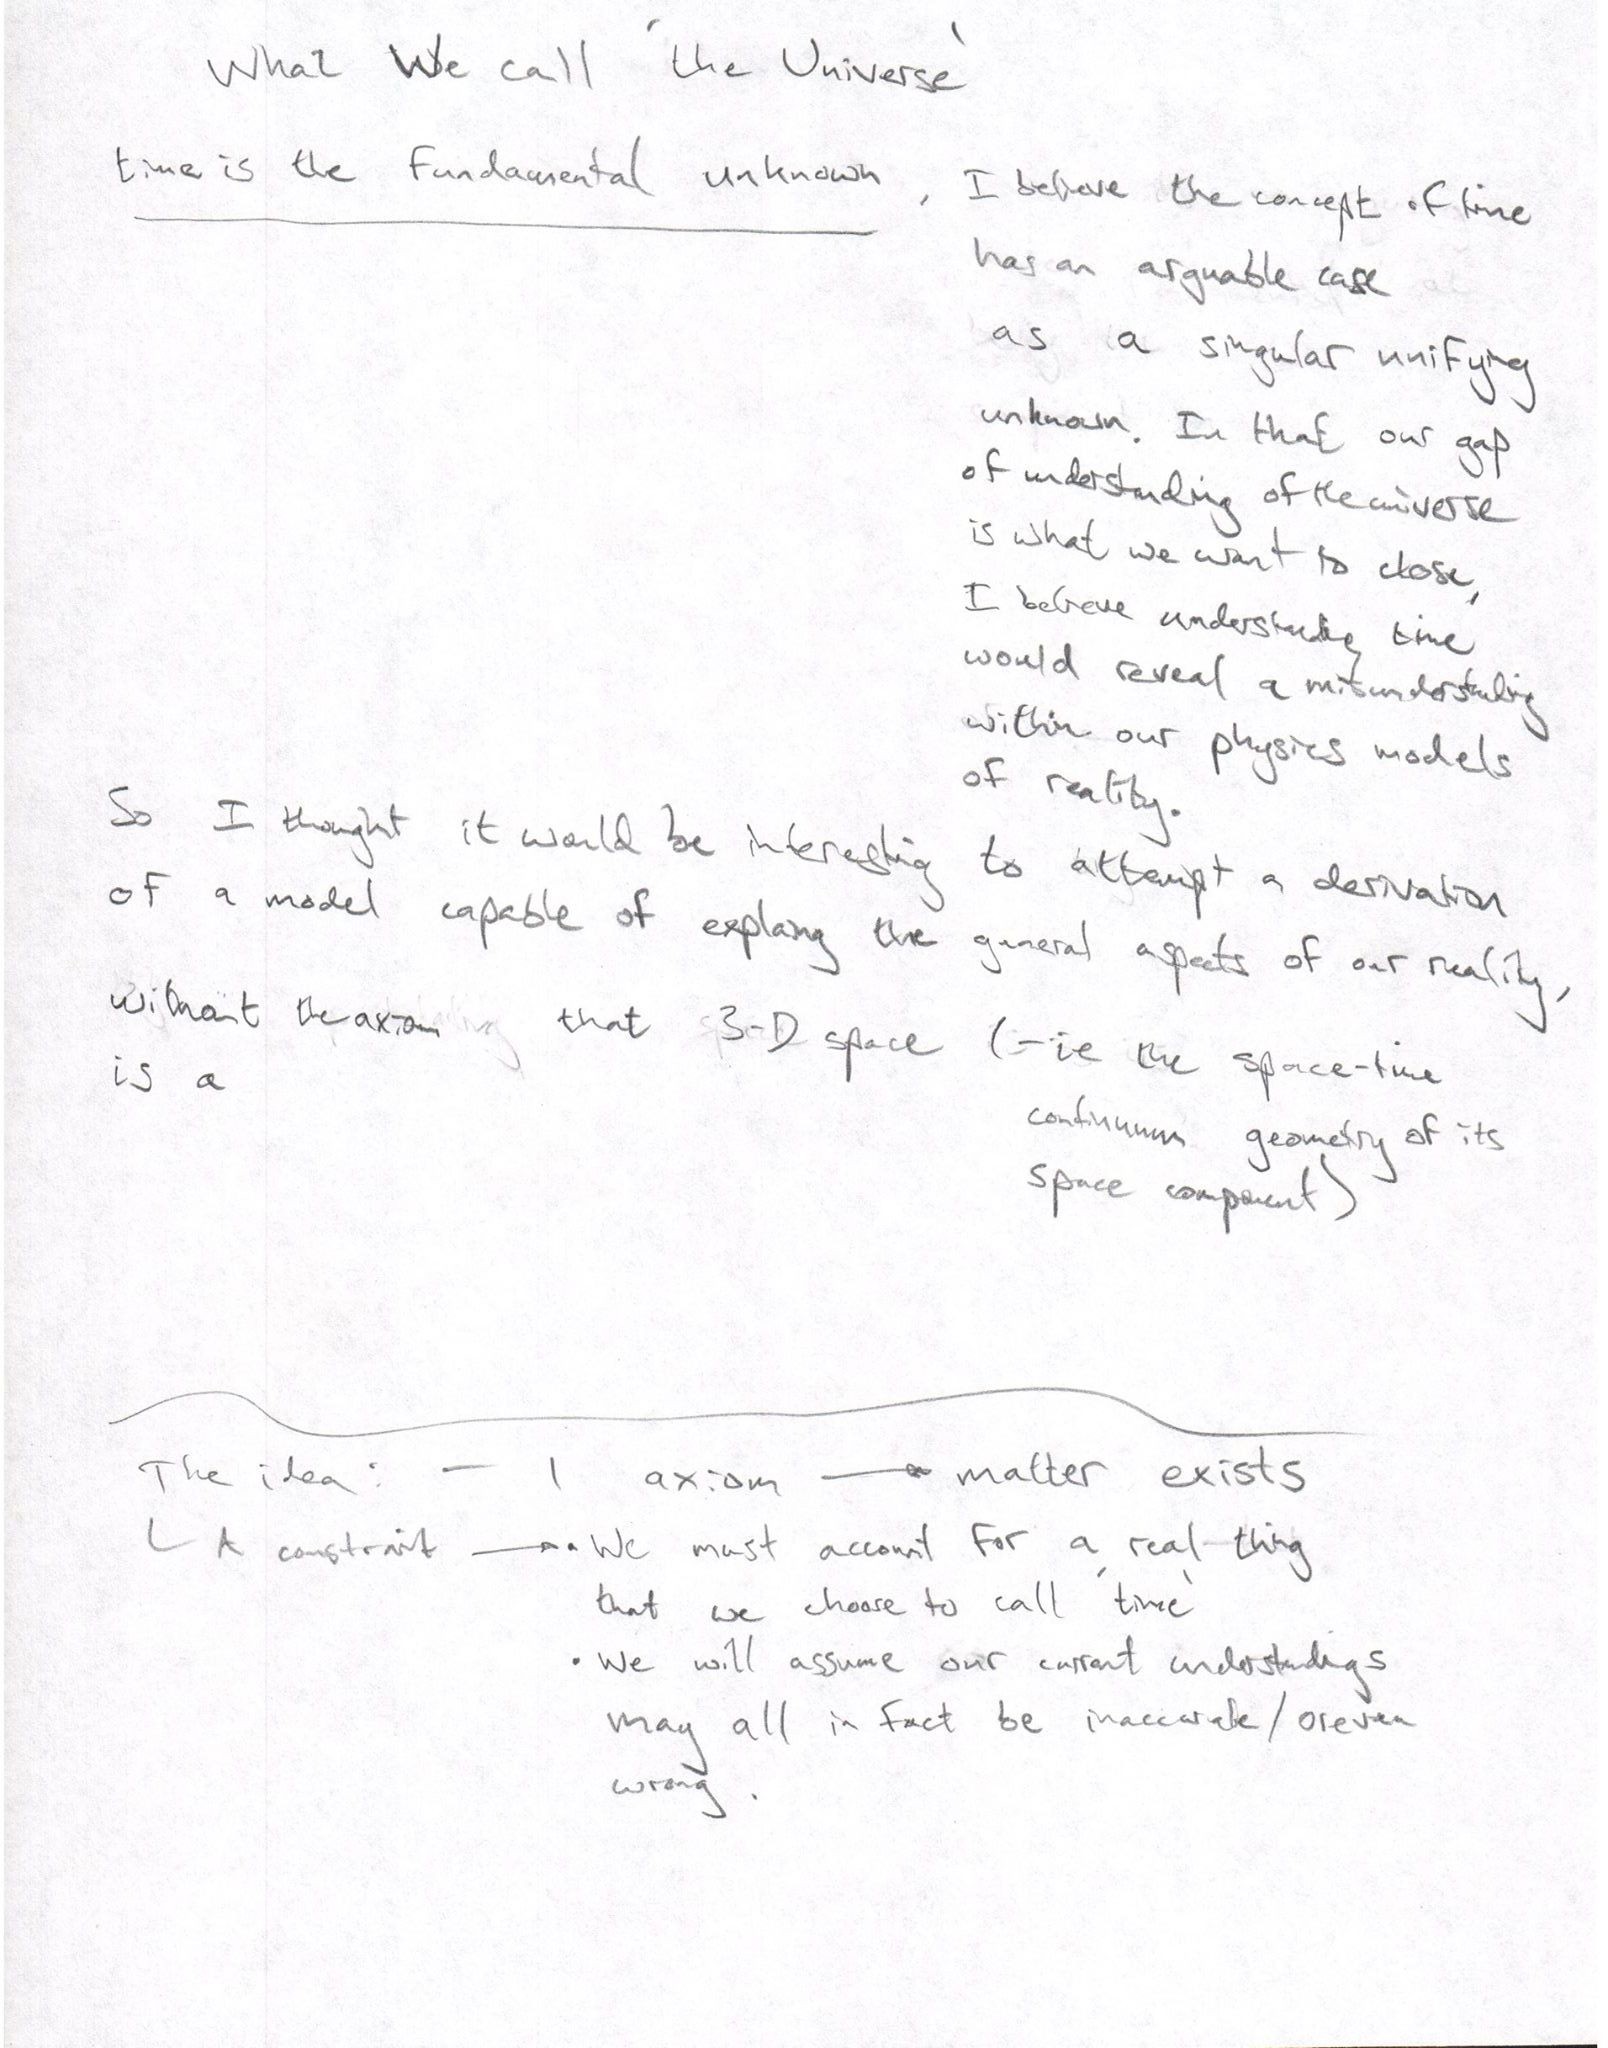 What We call 'the Universe'
time is the fundamental unknown, I believe the concept of time
has an arguable case
as a singular unifying
unknown. In that our gap
of understanding of the universe
is what we want to close,
I believe understanding time
would reveal a misunderstanding
within our physics models
of reality.
So I thought it would be interesting to attempt a derivation
of a model capable of explaing the general aspects of our reality,
without the axiom that 3-D space (-ie the space-time
is a
continuum geometry of its
space component)
The idea: - 1 axiom → matter exists
A constraint → • We must account for a real thing
that we choose to call 'time'
• We will assume our current understandings
may all in fact be inaccurate/or even
wrong.